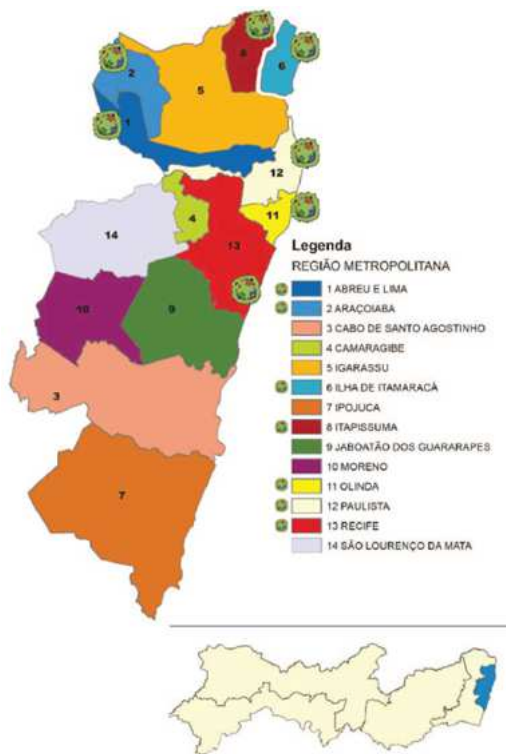 8
6
2
5
1
12
11
4
14
13
10
9
3
7
Legenda
REGIÃO METROPOLITANA
1 ABREU E LIMA
2 ARAÇOIABA
3 CABO DE SANTO AGOSTINHO
4 CAMARAGIBE
5 IGARASSU
6 ILHA DE ITAMARACÁ
7 IPOJUCA
8 ITAPISSUMA
9 JABOATÃO DOS GUARARAPES
10 MORENO
11 OLINDA
12 PAULISTA
13 RECIFE
14 SÃO LOURENÇO DA MATA